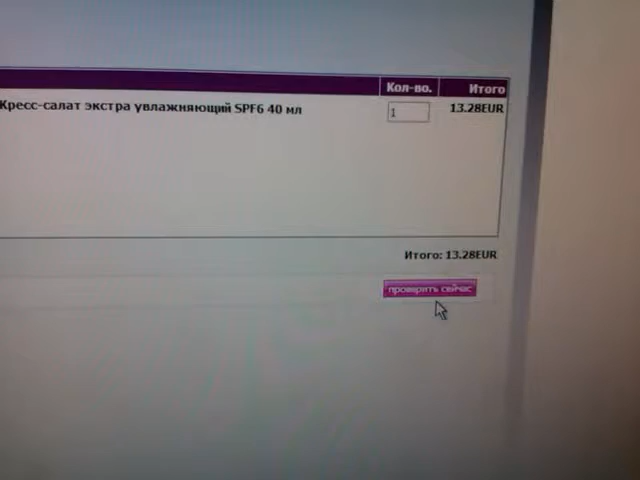 Кол-во. Итого
Кресс-салат экстра увлажняющий SPF6 40 мл 1 13.28EUR
Итого: 13.28EUR
проверить сейчас